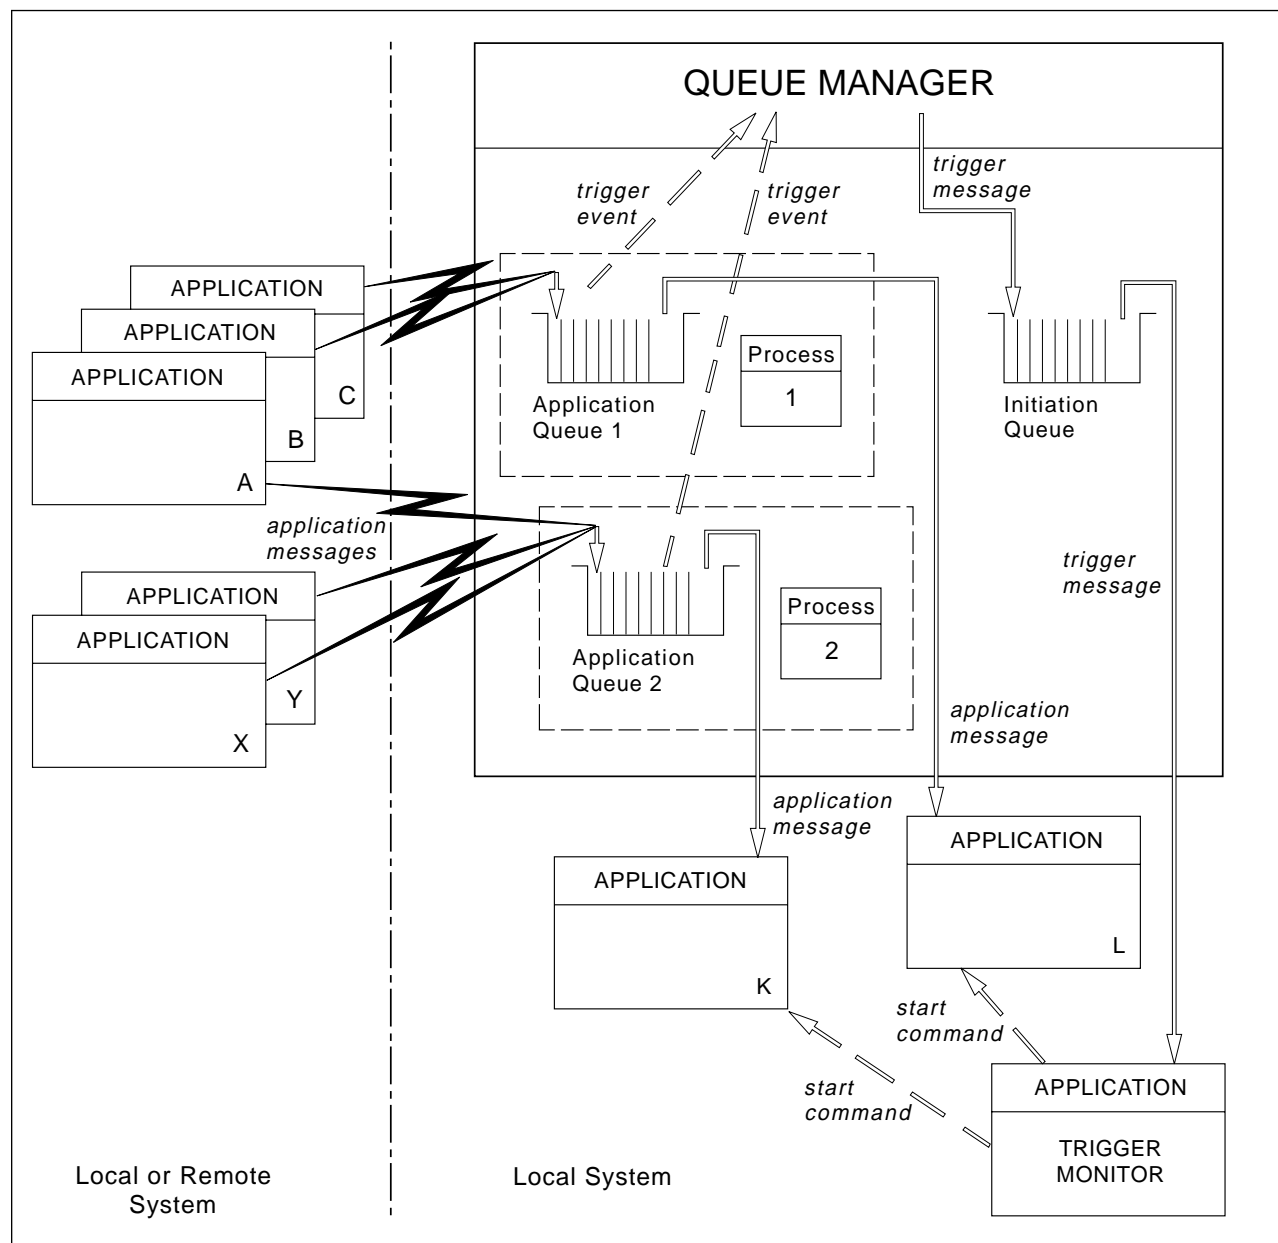 QUEUE MANAGER
trigger
message
trigger
event
trigger
event
APPLICATION
APPLICATION
APPLICATION
C
B
A
Process
1
Application
Queue 1
Initiation
Queue
application
messages
APPLICATION
APPLICATION
Y
X
Process
2
Application
Queue 2
trigger
message
application
message
application
message
APPLICATION
L
APPLICATION
K
start
command
start
command
APPLICATION
TRIGGER
MONITOR
Local or Remote
System
Local System